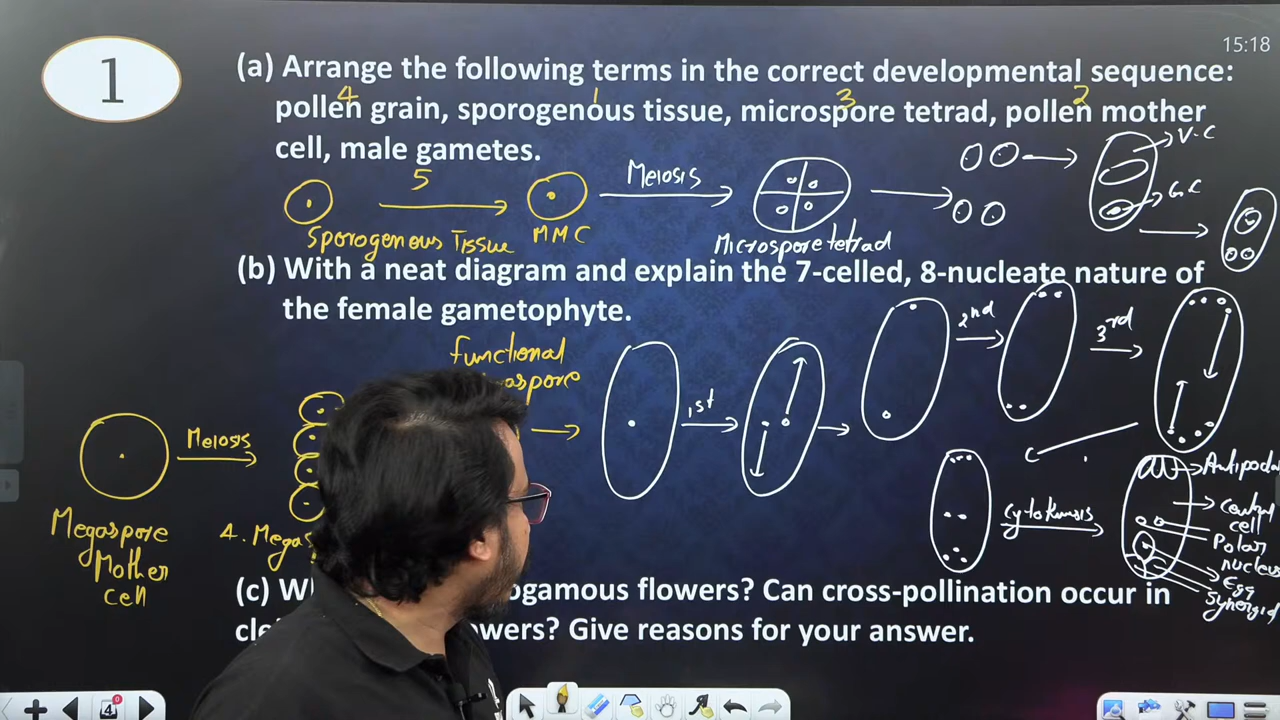 15:18
1
(a) Arrange the following terms in the correct developmental sequence:
4 1 3 2
pollen grain, sporogenous tissue, microspore tetrad, pollen mother
cell, male gametes.
5
V.C
G.C
Meiosis
Sporogenous Tissue
MMC
Microspore tetrad
(b) With a neat diagram and explain the 7-celled, 8-nucleate nature of
the female gametophyte.
functional
1st
2nd
3rd
Meiosis
Megaspore
Mother
cell
4. Megas
Cytokinesis
Antipodal
Central
cell
Polar
nucleus
Egg
Synergid
(c) Wh ogamous flowers? Can cross-pollination occur in
cle wers? Give reasons for your answer.
4
0